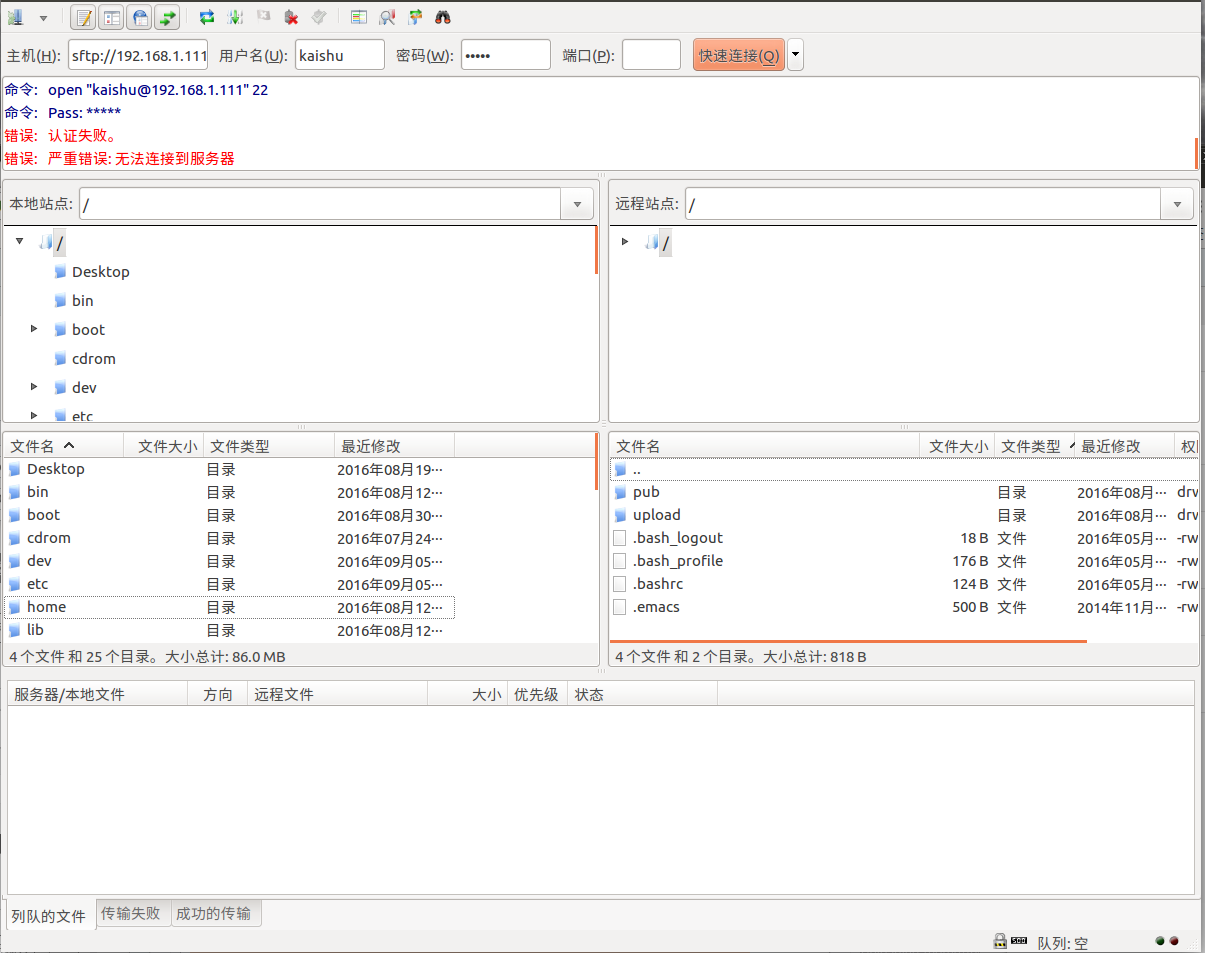 主机(H): sftp://192.168.1.111 用户名(U): kaishu 密码(W): ••••• 端口(P): 快速连接(Q)
命令: open "kaishu@192.168.1.111" 22
命令: Pass: *****
错误: 认证失败。
错误: 严重错误: 无法连接到服务器
本地站点: /
/
Desktop
bin
boot
cdrom
dev
etc
远程站点: /
/
文件名 文件大小 文件类型 最近修改
Desktop 目录 2016年08月19···
bin 目录 2016年08月12···
boot 目录 2016年08月30···
cdrom 目录 2016年07月24···
dev 目录 2016年09月05···
etc 目录 2016年09月05···
home 目录 2016年08月12···
lib 目录 2016年08月12···
4 个文件 和 25 个目录。大小总计: 86.0 MB
文件名 文件大小 文件类型 最近修改
..
pub 目录 2016年08月··· drw
upload 目录 2016年08月··· drw
.bash_logout 18 B 文件 2016年05月··· -rw
.bash_profile 176 B 文件 2016年05月··· -rw
.bashrc 124 B 文件 2016年05月··· -rw
.emacs 500 B 文件 2014年11月··· -rw
4 个文件 和 2 个目录。大小总计: 818 B
服务器/本地文件 方向 远程文件 大小 优先级 状态
列队的文件 传输失败 成功的传输
队列: 空